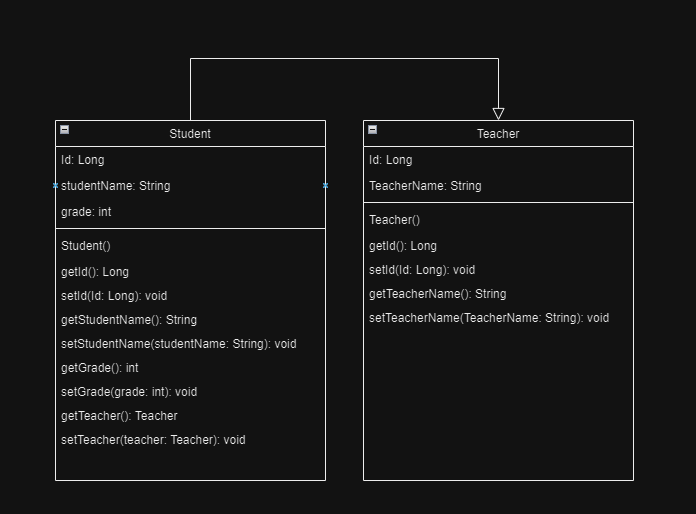 Student
Id: Long
studentName: String
grade: int
Student()
getId(): Long
setId(Id: Long): void
getStudentName(): String
setStudentName(studentName: String): void
getGrade(): int
setGrade(grade: int): void
getTeacher(): Teacher
setTeacher(teacher: Teacher): void
Teacher
Id: Long
TeacherName: String
Teacher()
getId(): Long
setId(Id: Long): void
getTeacherName(): String
setTeacherName(TeacherName: String): void